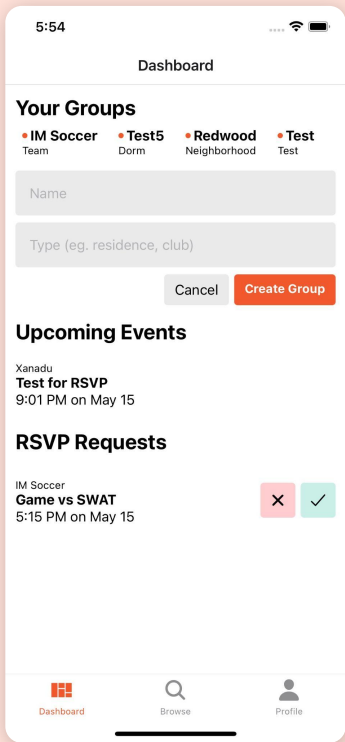 5:54
Dashboard
Your Groups
IM Soccer Test5 Redwood Test
Team Dorm Neighborhood Test
Name
Type (eg. residence, club)
Cancel Create Group
Upcoming Events
Xanadu
Test for RSVP
9:01 PM on May 15
RSVP Requests
IM Soccer
Game vs SWAT
5:15 PM on May 15
Dashboard Browse Profile